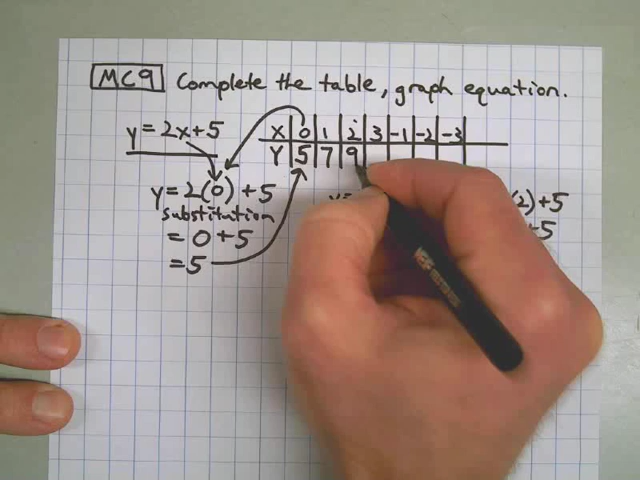 MC9 Complete the table, graph equation.
y = 2x + 5
X 0 1 2 3 -1 -2 -3
Y 5 7 9
y = 2(0) + 5
substitution
= 0 + 5
= 5
2) + 5
+ 5